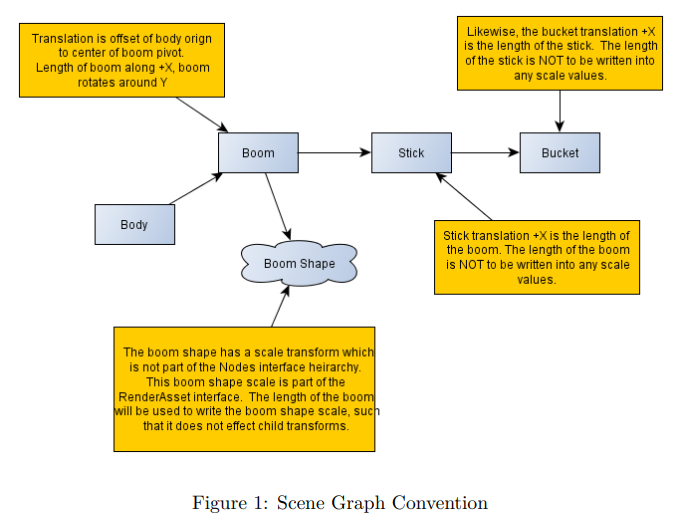 Translation is offset of body orign
to center of boom pivot.
Length of boom along +X, boom
rotates around Y
Likewise, the bucket translation +X
is the length of the stick. The length
of the stick is NOT to be written into
any scale values.
Boom
Stick
Bucket
Body
Stick translation +X is the length of
the boom. The length of the boom
is NOT to be written into any scale
values.
Boom Shape
The boom shape has a scale transform which
is not part of the Nodes interface heirarchy.
This boom shape scale is part of the
RenderAsset interface. The length of the boom
will be used to write the boom shape scale, such
that it does not effect child transforms.
Figure 1: Scene Graph Convention